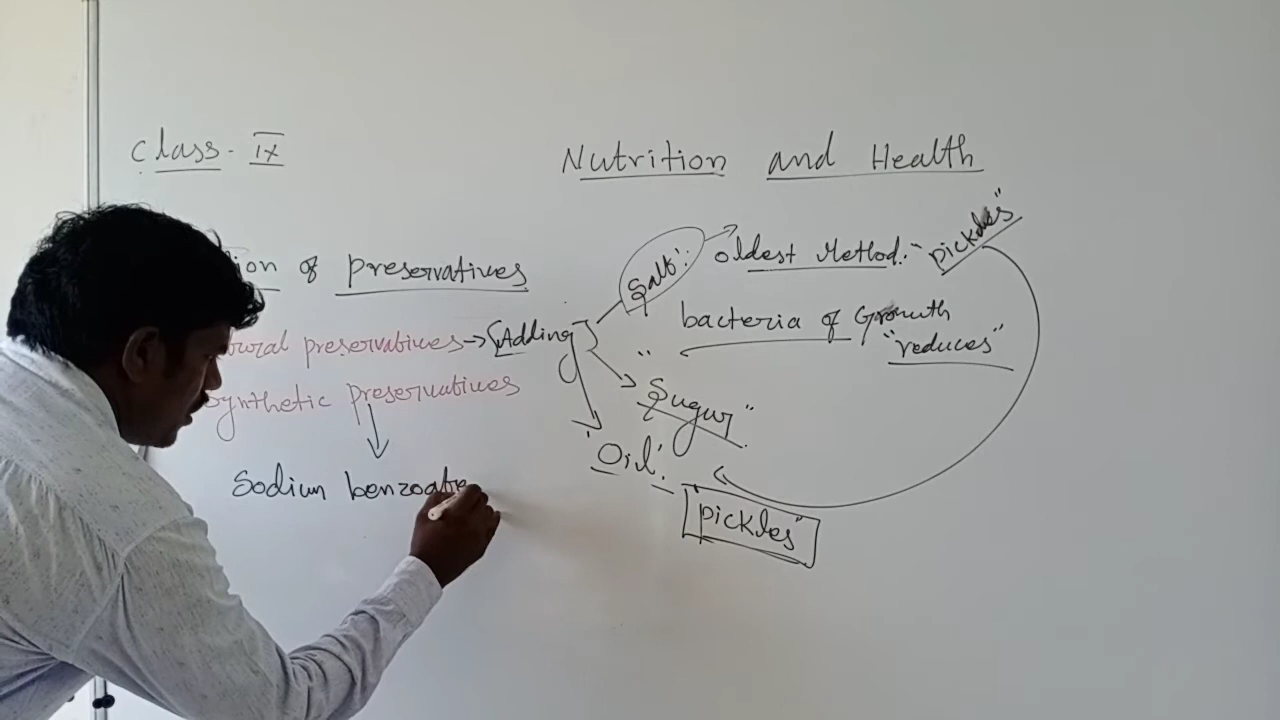 Class - IX
Nutrition and Health
of preservatives
preservatives → {Adding}
preservatives
Sodium benzoate
"Salt":
oldest Method. "pickles"
bacteria of Growth
"reduces"
"Sugar"
"Oil".
"pickles"